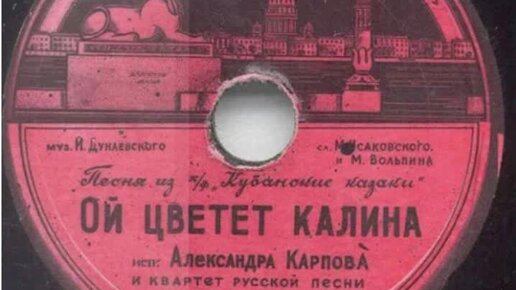 муз. И. Дунаевского
сл. М. Исаковского
и М. Вольпина
Песня из к/ф „Кубанские казаки"
ОЙ ЦВЕТЕТ КАЛИНА
исп: Александра Карпова
и квартет русской песни